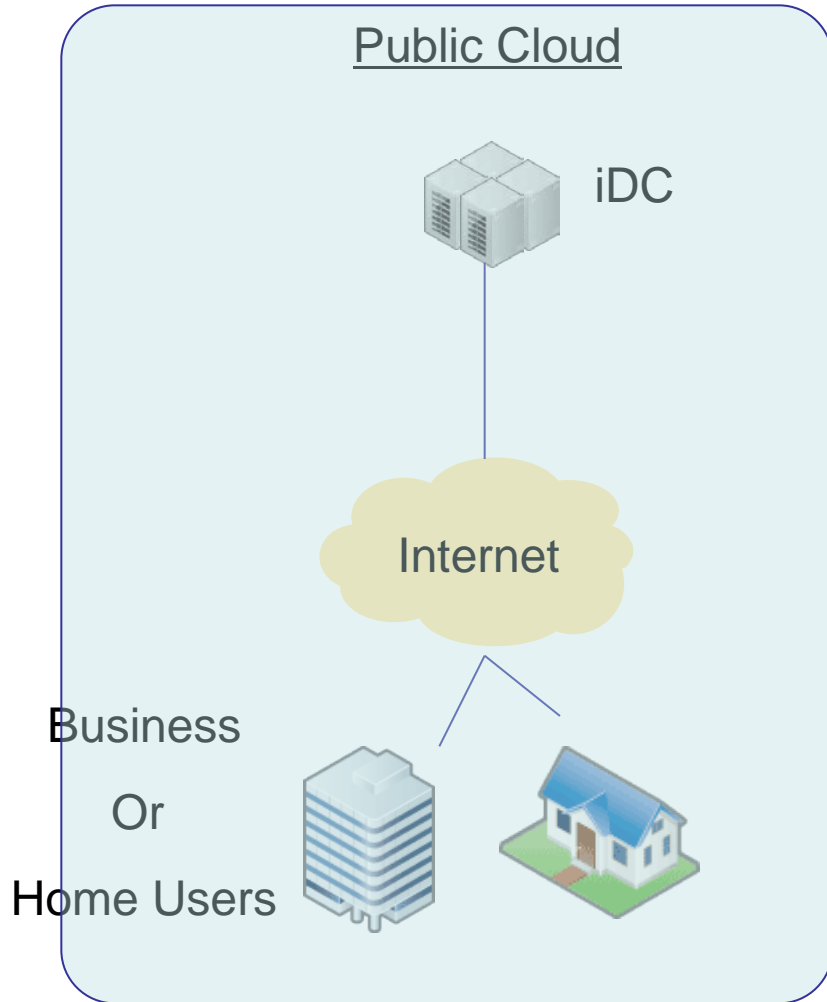 Public Cloud
iDC
Internet
Business
Or
Home Users